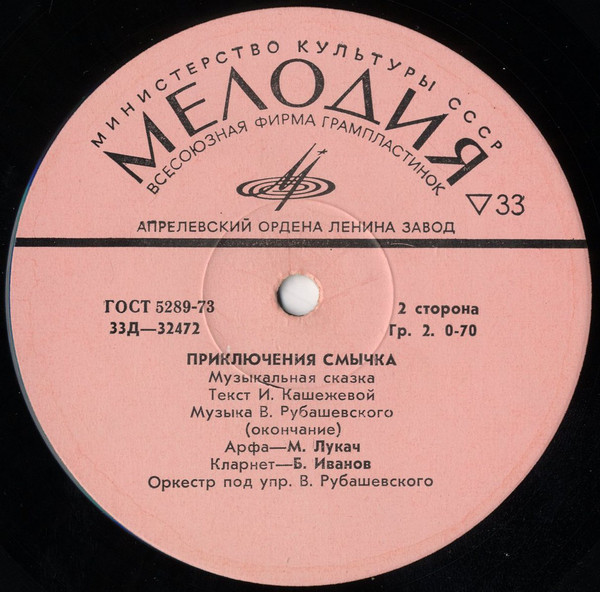 МИНИСТЕРСТВО КУЛЬТУРЫ СССР
МЕЛОДИЯ
ВСЕСОЮЗНАЯ ФИРМА ГРАМПЛАСТИНОК
▽33
АПРЕЛЕВСКИЙ ОРДЕНА ЛЕНИНА ЗАВОД
ГОСТ 5289-73
2 сторона
33Д—32472
Гр. 2. 0-70
ПРИКЛЮЧЕНИЯ СМЫЧКА
Музыкальная сказка
Текст И. Кашежевой
Музыка В. Рубашевского
(окончание)
Арфа—М. Лукач
Кларнет—Б. Иванов
Оркестр под упр. В. Рубашевского